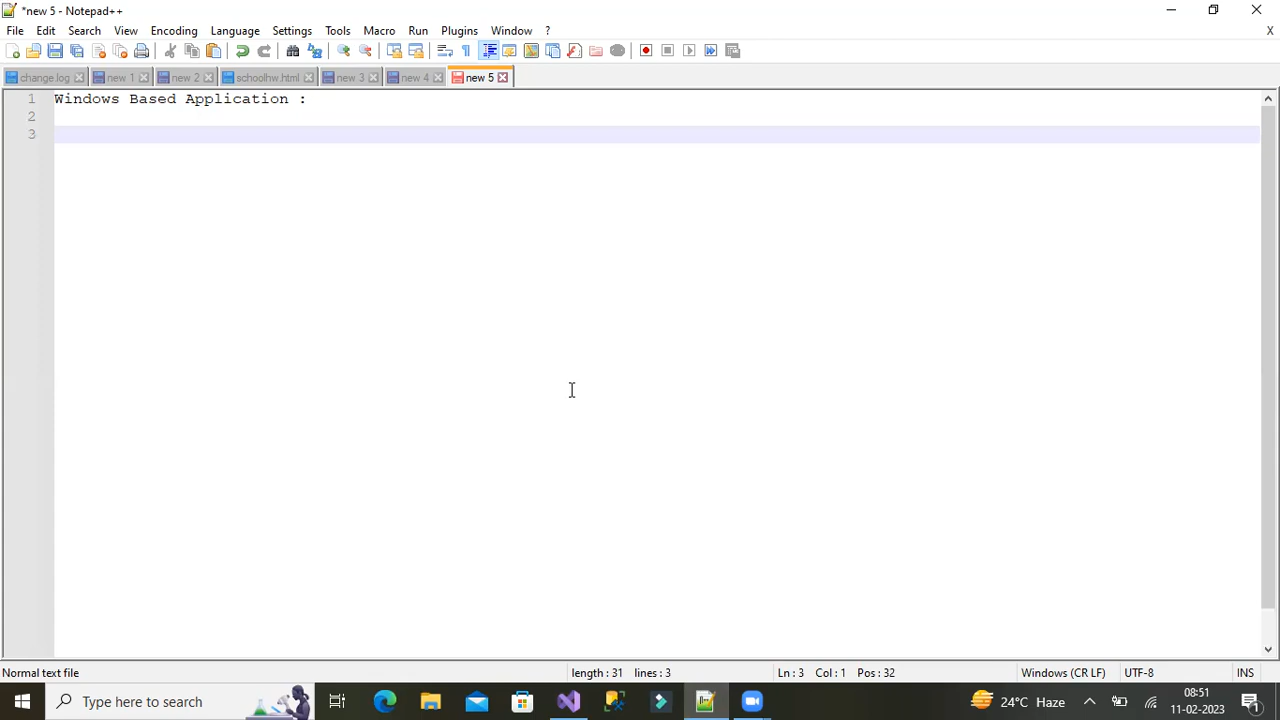 *new 5 - Notepad++
File Edit Search View Encoding Language Settings Tools Macro Run Plugins Window ? X
change.log new 1 new 2 schoolhw.html new 3 new 4 new 5
1 Windows Based Application :
2
3
Normal text file length : 31 lines : 3 Ln : 3 Col : 1 Pos : 32 Windows (CR LF) UTF-8 INS
Type here to search 24°C Haze 08:51
11-02-2023